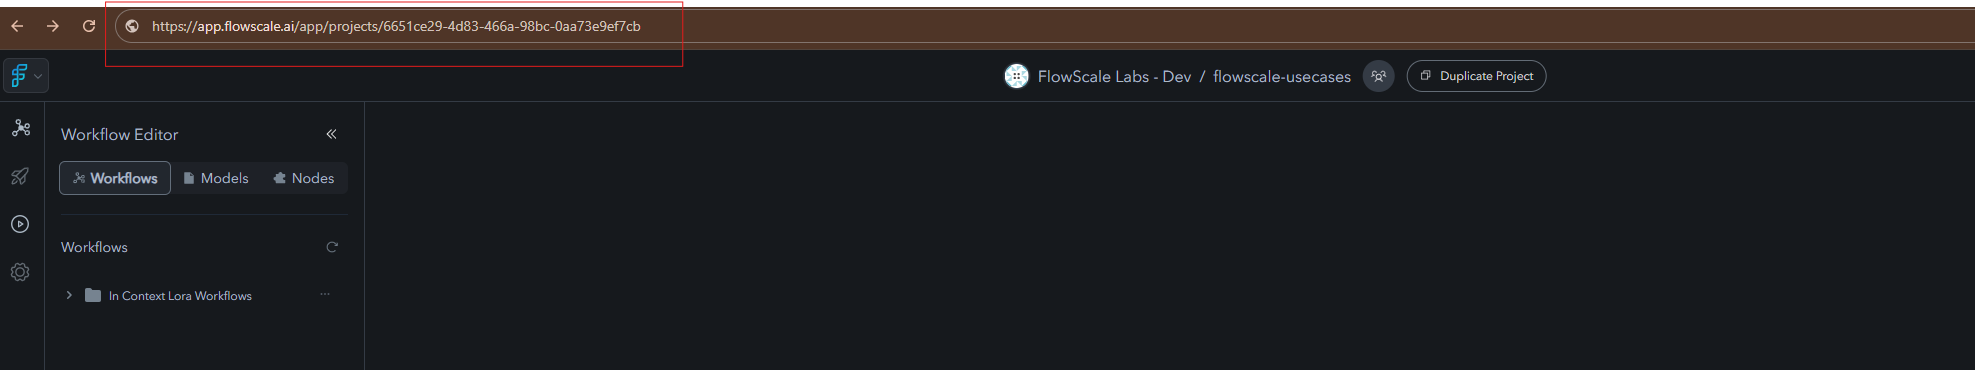 https://app.flowscale.ai/app/projects/6651ce29-4d83-466a-98bc-0aa73e9ef7cb
FlowScale Labs - Dev / flowscale-usecases Duplicate Project
Workflow Editor
Workflows Models Nodes
Workflows
In Context Lora Workflows